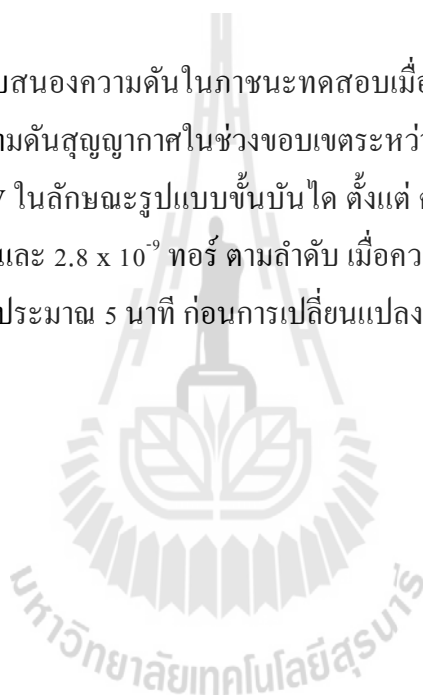 บสนองความดันในภาชนะทดสอบเมื่อ
ามดันสุญญากาศในช่วงขอบเขตระหว่
ในลักษณะรูปแบบขั้นบันได ตั้งแต่
และ 2.8 x 10⁻⁹ ทอร์ ตามลำดับ เมื่อคว
ประมาณ 5 นาที ก่อนการเปลี่ยนแปลง
มหาวิทยาลัยเทคโนโลยีสุรนารี